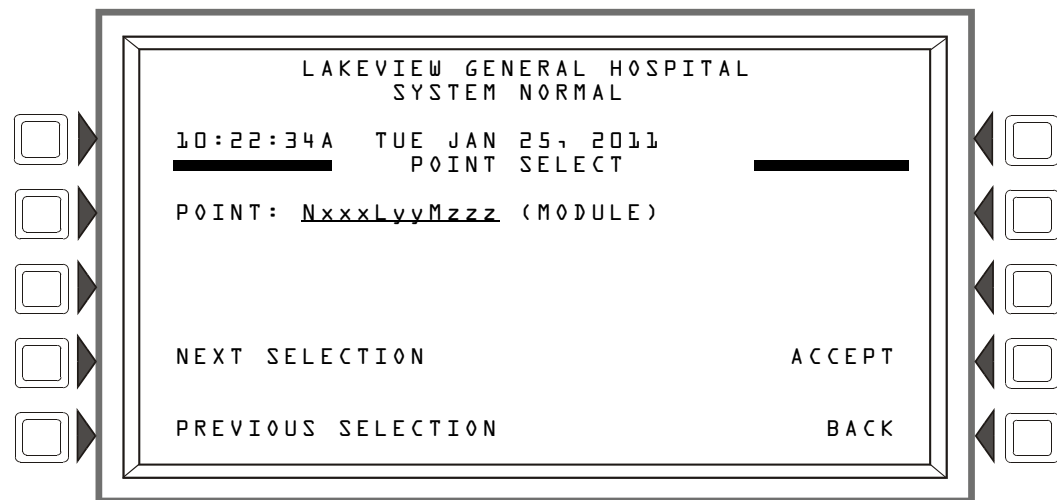 LAKEVIEW GENERAL HOSPITAL
SYSTEM NORMAL
10:22:34A TUE JAN 25, 2011
POINT SELECT
POINT: NxxxLyyMzzz (MODULE)
NEXT SELECTION ACCEPT
PREVIOUS SELECTION BACK